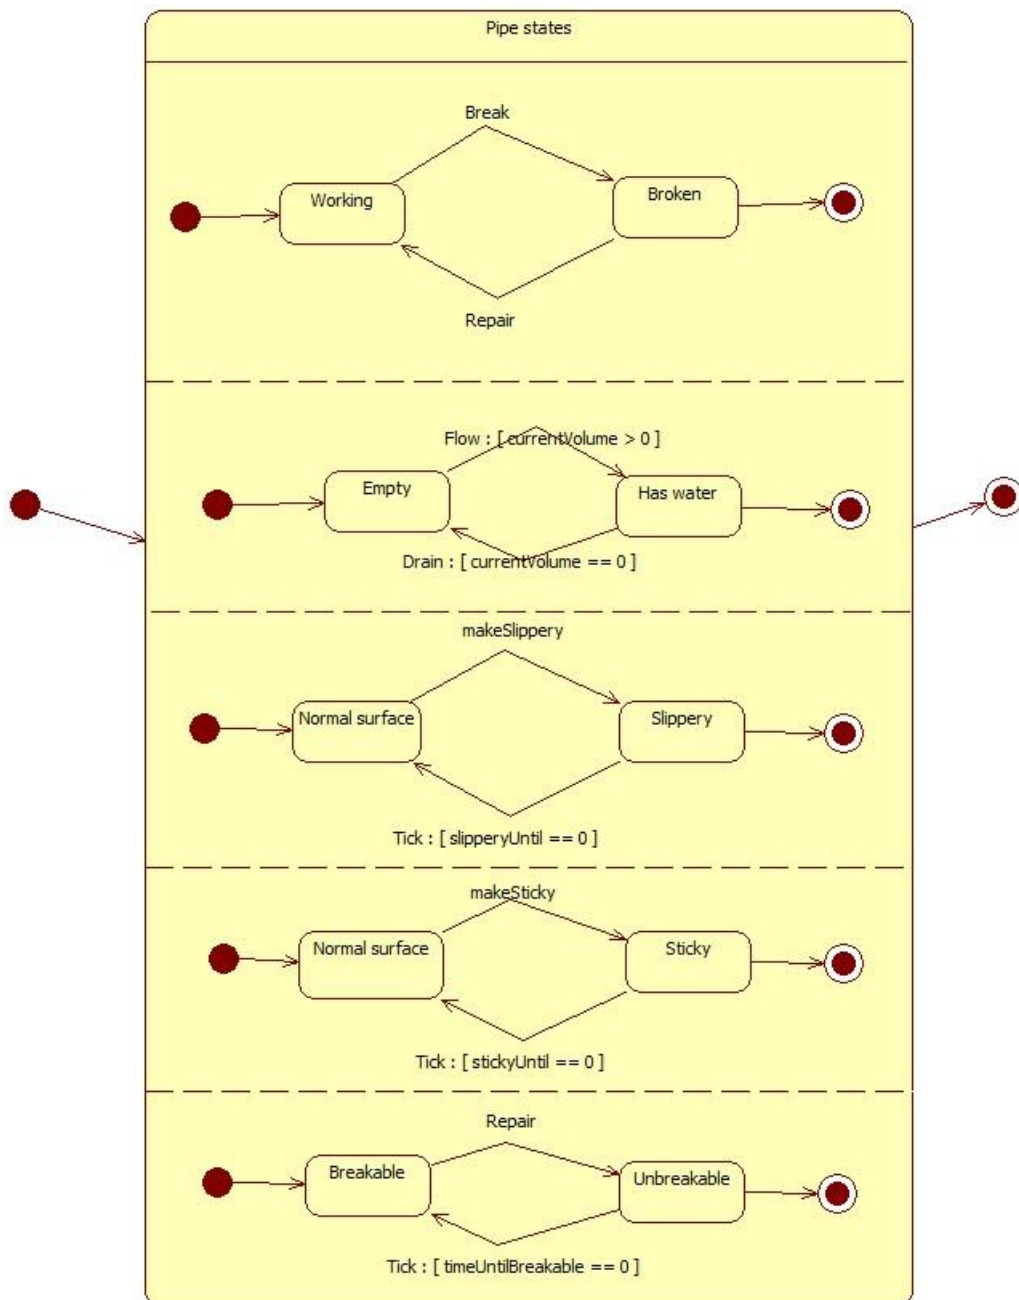 Pipe states
Break
Working
Broken
Repair
Flow : [ currentVolume > 0 ]
Empty
Has water
Drain : [ currentVolume == 0 ]
makeSlippery
Normal surface
Slippery
Tick : [ slipperyUntil == 0 ]
makeSticky
Normal surface
Sticky
Tick : [ stickyUntil == 0 ]
Repair
Breakable
Unbreakable
Tick : [ timeUntilBreakable == 0 ]